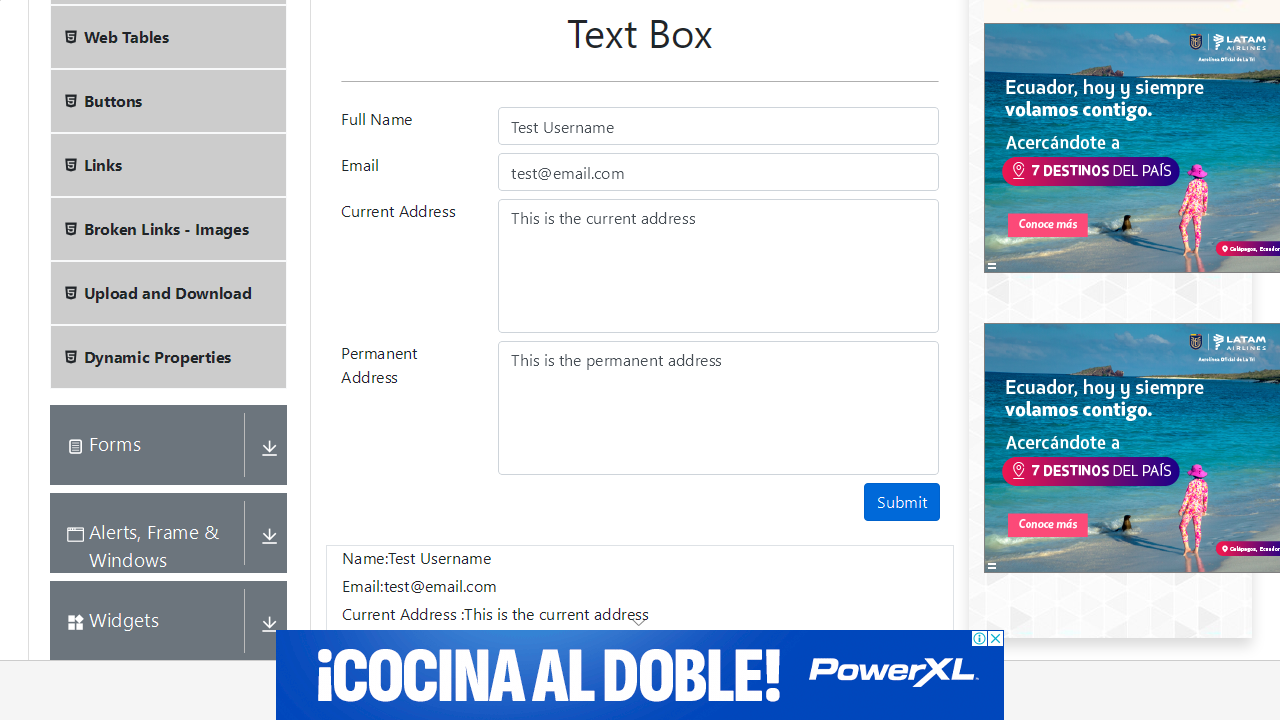 Web Tables
Buttons
Links
Broken Links - Images
Upload and Download
Dynamic Properties
Forms
Alerts, Frame &
Windows
Widgets
Text Box
Full Name
Test Username
Email
test@email.com
Current Address
This is the current address
Permanent
Address
This is the permanent address
Submit
Name:Test Username
Email:test@email.com
Current Address :This is the current address
LATAM
AIRLINES
Aerolínea Oficial de La Tri
Ecuador, hoy y siempre
volamos contigo.
Acercándote a
7 DESTINOS DEL PAÍS
Conoce más
Galápagos, Ecuador
LATAM
AIRLINES
Aerolínea Oficial de La Tri
Ecuador, hoy y siempre
volamos contigo.
Acercándote a
7 DESTINOS DEL PAÍS
Conoce más
Galápagos, Ecuador
¡COCINA AL DOBLE!
PowerXL